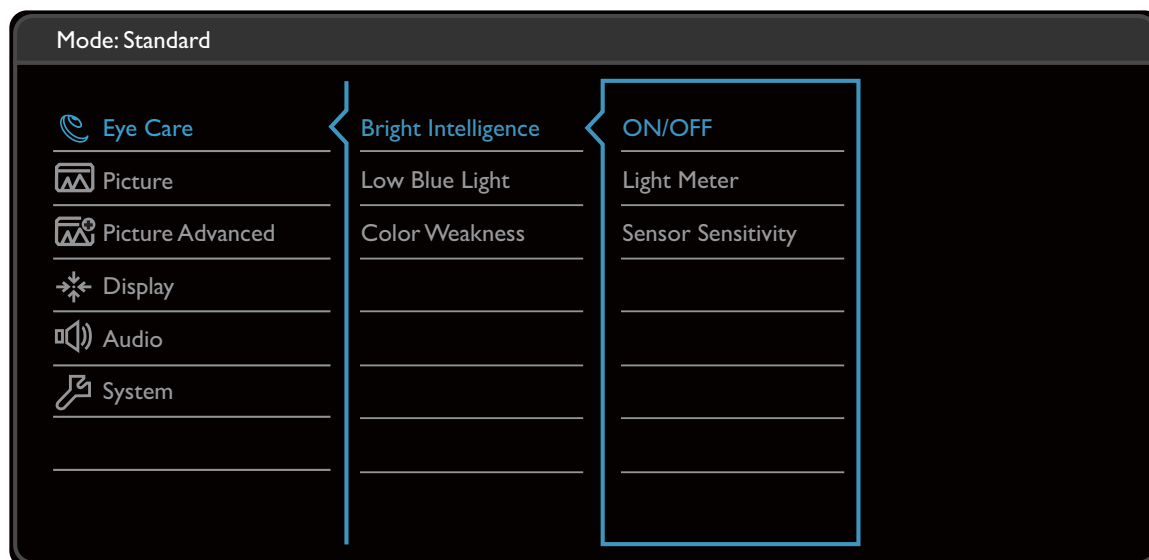 Mode: Standard
Eye Care
Bright Intelligence
ON/OFF
Picture
Low Blue Light
Light Meter
Picture Advanced
Color Weakness
Sensor Sensitivity
Display
Audio
System